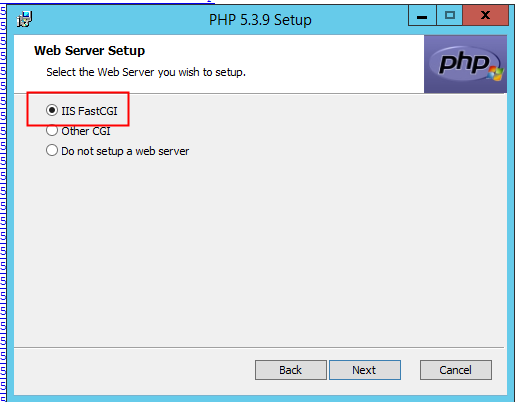 PHP 5.3.9 Setup
Web Server Setup
Select the Web Server you wish to setup.
php
IIS FastCGI
Other CGI
Do not setup a web server
Back
Next
Cancel